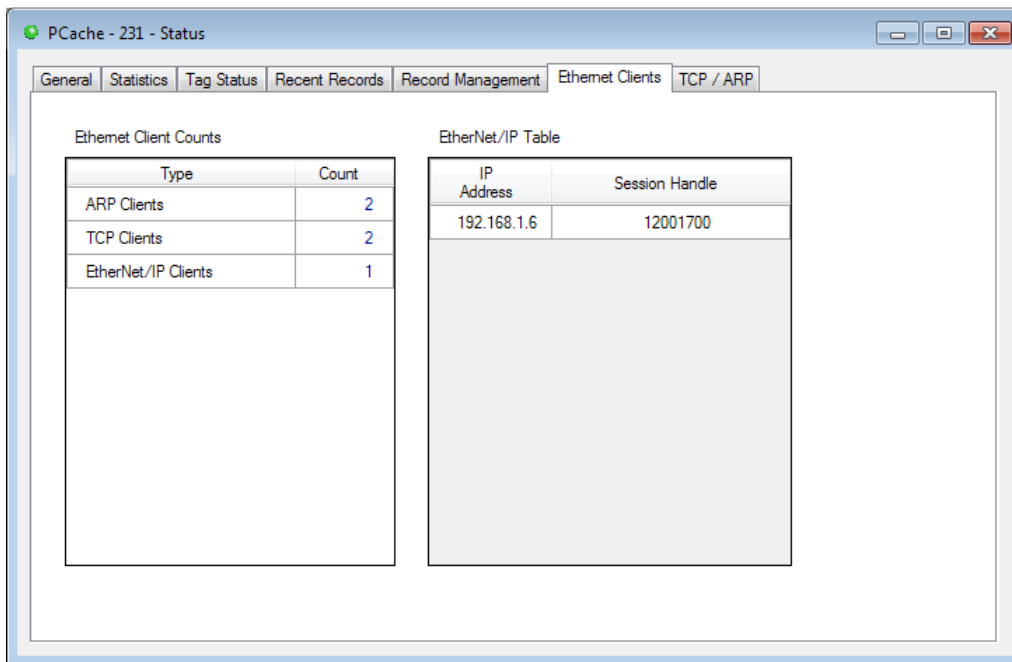 PCache - 231 - Status
General Statistics Tag Status Recent Records Record Management Ethernet Clients TCP / ARP
Ethernet Client Counts
Type Count
ARP Clients 2
TCP Clients 2
EtherNet/IP Clients 1
EtherNet/IP Table
IP
Address
Session Handle
192.168.1.6 12001700